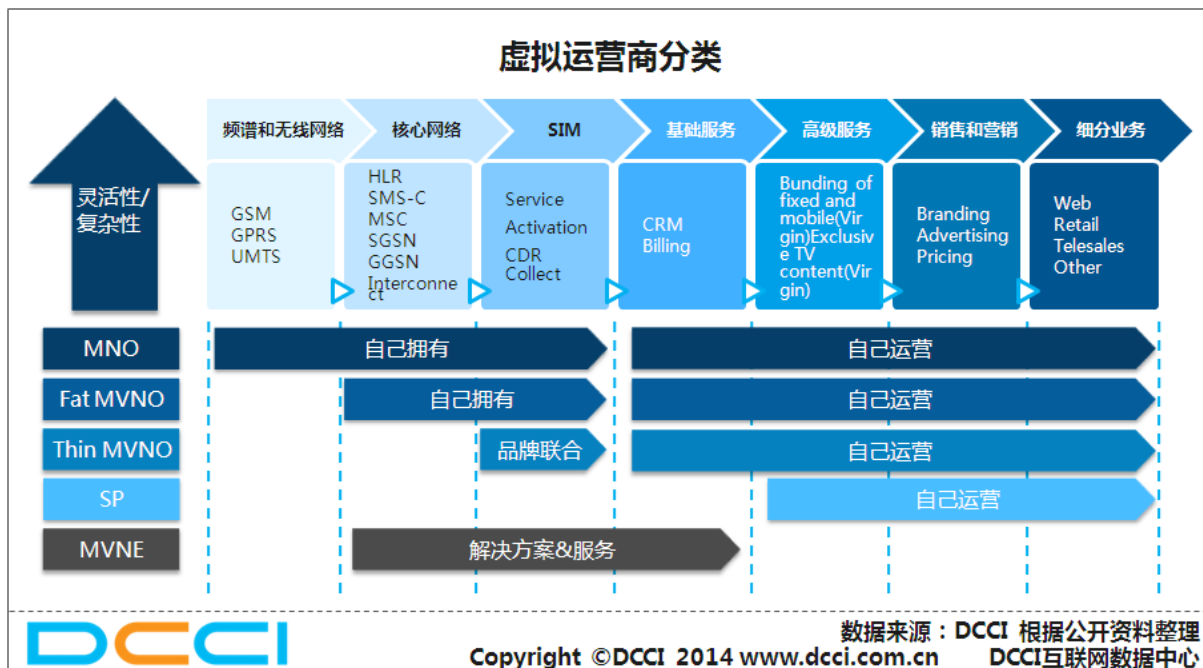 虚拟运营商分类
频谱和无线网络
核心网络
SIM
基础服务
高级服务
销售和营销
细分业务
灵活性/
复杂性
GSM
GPRS
UMTS
HLR
SMS-C
MSC
SGSN
GGSN
Interconne
ct
Service
Activation
CDR
Collect
CRM
Billing
Bunding of
fixed and
mobile(Vir
gin)Exclusiv
e TV
content(Vir
gin)
Branding
Advertising
Pricing
Web
Retail
Telesales
Other
MNO
自己拥有
自己运营
Fat MVNO
自己拥有
自己运营
Thin MVNO
品牌联合
自己运营
SP
自己运营
MVNE
解决方案&服务
DCCI
数据来源：DCCI 根据公开资料整理
Copyright ©DCCI 2014 www.dcci.com.cn DCCI互联网数据中心